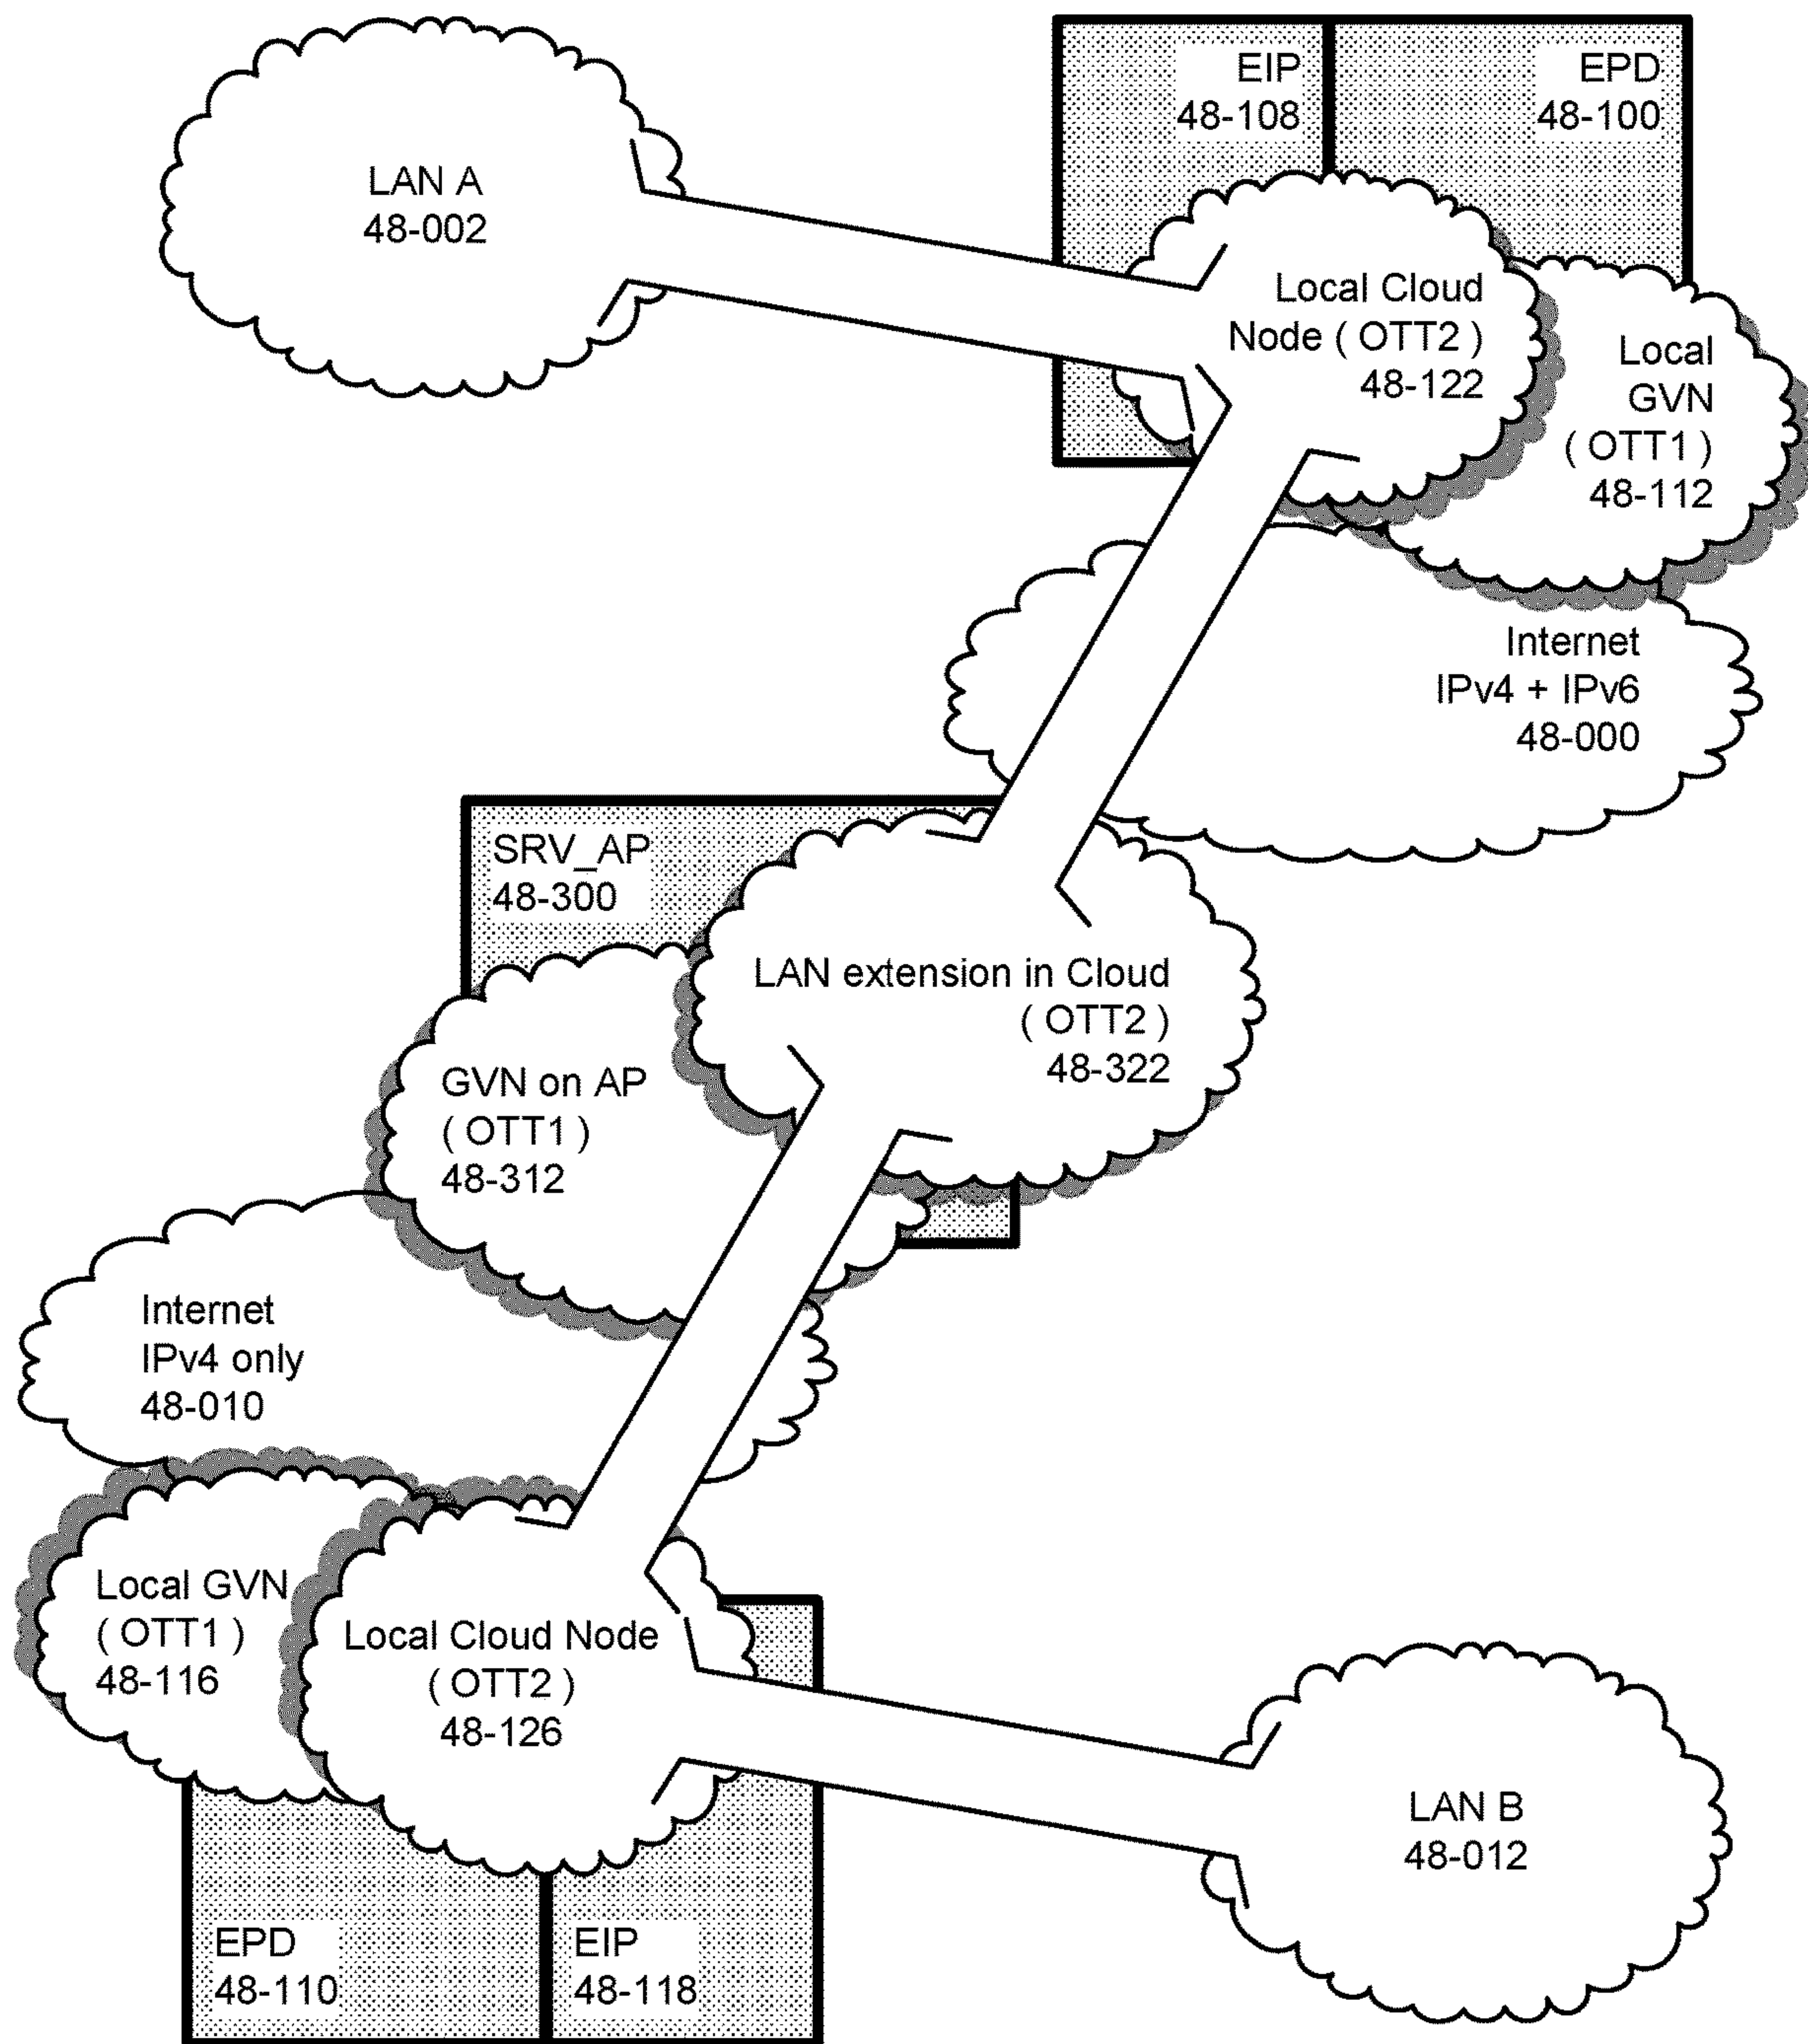 EIP
48-108
EPD
48-100
LAN A
48-002
Local Cloud
Node ( OTT2 )
48-122
Local
GVN
( OTT1 )
48-112
Internet
IPv4 + IPv6
48-000
SRV_AP
48-300
LAN extension in Cloud
( OTT2 )
48-322
GVN on AP
( OTT1 )
48-312
Internet
IPv4 only
48-010
Local GVN
( OTT1 )
48-116
Local Cloud Node
( OTT2 )
48-126
LAN B
48-012
EPD
48-110
EIP
48-118